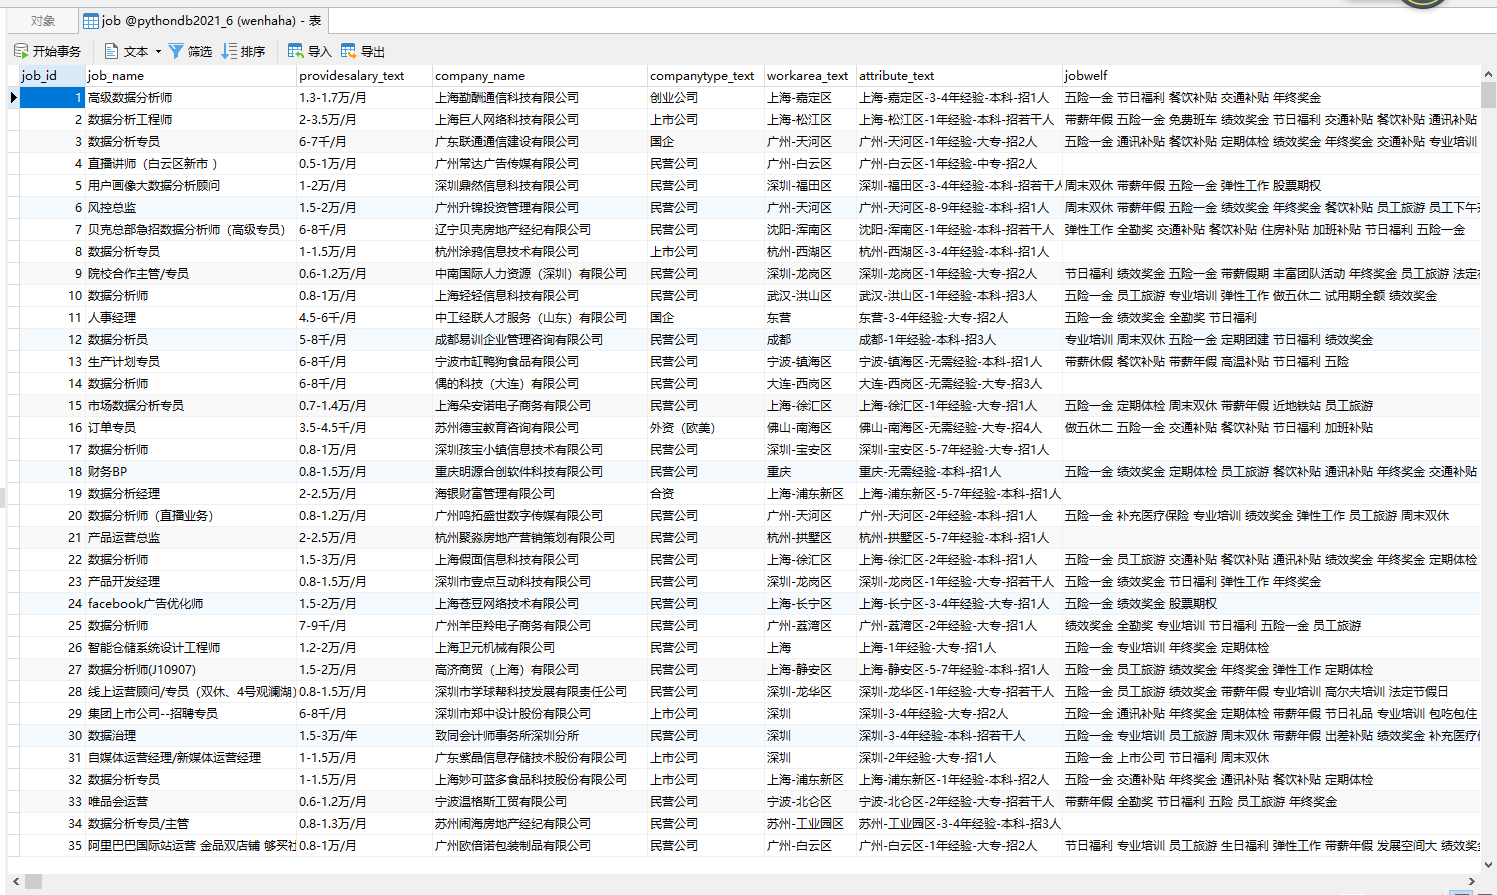 对象 job @pythondb2021_6 (wenhaha) - 表
开始事务 文本 筛选 排序 导入 导出
job_id job_name providesalary_text company_name companytype_text workarea_text attribute_text jobwelf
1 高级数据分析师 1.3-1.7万/月 上海勤酬通信科技有限公司 创业公司 上海-嘉定区 上海-嘉定区-3-4年经验-本科-招1人 五险一金 节日福利 餐饮补贴 交通补贴 年终奖金
2 数据分析工程师 2-3.5万/月 上海巨人网络科技有限公司 上市公司 上海-松江区 上海-松江区-1年经验-本科-招若干人 带薪年假 五险一金 免费班车 绩效奖金 节日福利 交通补贴 餐饮补贴 通讯补贴
3 数据分析专员 6-7千/月 广东联通通信建设有限公司 国企 广州-天河区 广州-天河区-1年经验-大专-招2人 五险一金 通讯补贴 餐饮补贴 定期体检 绩效奖金 年终奖金 交通补贴 专业培训
4 直播讲师（白云区新市 ） 0.5-1万/月 广州常达广告传媒有限公司 民营公司 广州-白云区 广州-白云区-1年经验-中专-招2人
5 用户画像大数据分析顾问 1-2万/月 深圳鼎然信息科技有限公司 民营公司 深圳-福田区 深圳-福田区-3-4年经验-本科-招若干人 周末双休 带薪年假 五险一金 弹性工作 股票期权
6 风控总监 1.5-2万/月 广州升锦投资管理有限公司 民营公司 广州-天河区 广州-天河区-8-9年经验-本科-招1人 周末双休 带薪年假 五险一金 绩效奖金 年终奖金 餐饮补贴 员工旅游 员工下午
7 贝克总部急招数据分析师（高级专员） 6-8千/月 辽宁贝壳房地产经纪有限公司 民营公司 沈阳-浑南区 沈阳-浑南区-1年经验-本科-招1人 弹性工作 全勤奖 交通补贴 餐饮补贴 住房补贴 加班补贴 节日福利 五险一金
8 数据分析专员 1-1.5万/月 杭州涂鸦信息技术有限公司 上市公司 杭州-西湖区 杭州-西湖区-3-4年经验-本科-招1人
9 院校合作主管/专员 0.6-1.2万/月 中南国际人力资源（深圳）有限公司 民营公司 深圳-龙岗区 深圳-龙岗区-1年经验-大专-招2人 节日福利 绩效奖金 五险一金 带薪假期 丰富团队活动 年终奖金 员工旅游 法定
10 数据分析师 0.8-1万/月 上海轻轻信息科技有限公司 民营公司 武汉-洪山区 武汉-洪山区-1年经验-本科-招3人 五险一金 员工旅游 专业培训 弹性工作 做五休二 试用期全额 绩效奖金
11 人事经理 4.5-6千/月 中工经联人才服务（山东）有限公司 国企 东营 东营-3-4年经验-大专-招2人 五险一金 绩效奖金 全勤奖 节日福利
12 数据分析员 5-8千/月 成都易训企业管理咨询有限公司 民营公司 成都 成都-1年经验-本科-招3人 专业培训 周末双休 五险一金 定期团建 节日福利 绩效奖金
13 生产计划专员 6-8千/月 宁波市缸鸭狗食品有限公司 民营公司 宁波-镇海区 宁波-镇海区-无需经验-本科-招1人 带薪休假 餐饮补贴 带薪年假 高温补贴 节日福利 五险
14 数据分析师 6-8千/月 偶的科技（大连）有限公司 民营公司 大连-西岗区 大连-西岗区-无需经验-大专-招3人
15 市场数据分析专员 0.7-1.4万/月 上海朵安诺电子商务有限公司 民营公司 上海-徐汇区 上海-徐汇区-1年经验-大专-招1人 五险一金 定期体检 周末双休 带薪年假 近地铁站 员工旅游
16 订单专员 3.5-4.5千/月 苏州德宝教育咨询有限公司 外资（欧美） 佛山-南海区 佛山-南海区-无需经验-大专-招4人 做五休二 五险一金 交通补贴 餐饮补贴 节日福利 加班补贴
17 数据分析师 0.8-1万/月 深圳孩宝小镇信息技术有限公司 民营公司 深圳-宝安区 深圳-宝安区-5-7年经验-大专-招1人
18 财务BP 0.8-1.5万/月 重庆明源合创软件科技有限公司 民营公司 重庆 重庆-无需经验-本科-招1人 五险一金 绩效奖金 定期体检 员工旅游 餐饮补贴 通讯补贴 年终奖金 交通补贴
19 数据分析经理 2-2.5万/月 海银财富管理有限公司 合资 上海-浦东新区 上海-浦东新区-5-7年经验-本科-招1人
20 数据分析师（直播业务） 0.8-1.2万/月 广州鸣拓盛世数字传媒有限公司 民营公司 广州-天河区 广州-天河区-2年经验-本科-招1人 五险一金 补充医疗保险 专业培训 绩效奖金 弹性工作 员工旅游 周末双休
21 产品运营总监 2-2.5万/月 杭州聚淼房地产营销策划有限公司 民营公司 杭州-拱墅区 杭州-拱墅区-5-7年经验-本科-招1人
22 数据分析师 1.5-3万/月 上海假面信息科技有限公司 民营公司 上海-徐汇区 上海-徐汇区-2年经验-本科-招1人 五险一金 员工旅游 交通补贴 餐饮补贴 通讯补贴 绩效奖金 年终奖金 定期体检
23 产品开发经理 0.8-1.5万/月 深圳市壹点互动科技有限公司 民营公司 深圳-龙岗区 深圳-龙岗区-1年经验-大专-招若干人 五险一金 绩效奖金 节日福利 弹性工作 年终奖金
24 facebook广告优化师 1.5-2万/月 上海苍豆网络技术有限公司 民营公司 上海-长宁区 上海-长宁区-3-4年经验-大专-招1人 五险一金 绩效奖金 股票期权
25 数据分析师 7-9千/月 广州羊臣羚电子商务有限公司 民营公司 广州-荔湾区 广州-荔湾区-2年经验-大专-招1人 绩效奖金 全勤奖 专业培训 节日福利 五险一金 员工旅游
26 智能仓储系统设计工程师 1.2-2万/月 上海卫元机械有限公司 民营公司 上海 上海-1年经验-大专-招1人 五险一金 专业培训 年终奖金 定期体检
27 数据分析师(J10907) 1.5-2万/月 高济商贸（上海）有限公司 民营公司 上海-静安区 上海-静安区-5-7年经验-本科-招1人 五险一金 员工旅游 绩效奖金 年终奖金 弹性工作 定期体检
28 线上运营顾问/专员（双休、4号观澜湖） 0.8-1.5万/月 深圳市学球帮科技发展有限责任公司 民营公司 深圳-龙华区 深圳-龙华区-1年经验-大专-招若干人 五险一金 员工旅游 绩效奖金 带薪年假 专业培训 高尔夫培训 法定节假日
29 集团上市公司--招聘专员 6-8千/月 深圳市郑中设计股份有限公司 上市公司 深圳 深圳-3-4年经验-大专-招2人 五险一金 通讯补贴 年终奖金 定期体检 带薪年假 节日礼品 专业培训 包吃包住
30 数据治理 1.5-3万/年 致同会计师事务所深圳分所 民营公司 深圳 深圳-3-4年经验-本科-招若干人 五险一金 专业培训 员工旅游 周末双休 带薪年假 出差补贴 绩效奖金 补充医疗
31 自媒体运营经理/新媒体运营经理 1-1.5万/月 广东紫晶信息存储技术股份有限公司 上市公司 深圳 深圳-2年经验-大专-招1人 五险一金 上市公司 节日福利 周末双休
32 数据分析专员 1-1.5万/月 上海妙可蓝多食品科技股份有限公司 上市公司 上海-浦东新区 上海-浦东新区-1年经验-本科-招2人 五险一金 交通补贴 年终奖金 通讯补贴 餐饮补贴 定期体检
33 唯品会运营 0.6-1.2万/月 宁波温格斯工贸有限公司 民营公司 宁波-北仑区 宁波-北仑区-2年经验-大专-招若干人 带薪年假 全勤奖 节日福利 五险 员工旅游 年终奖金
34 数据分析专员/主管 0.8-1.3万/月 苏州闹海房地产经纪有限公司 民营公司 苏州-工业园区 苏州-工业园区-3-4年经验-本科-招3人
35 阿里巴巴国际站运营 金品双店铺 够买 0.8-1万/月 广州欧倍诺包装制品有限公司 民营公司 广州-白云区 广州-白云区-1年经验-大专-招1人 节日福利 专业培训 员工旅游 生日福利 弹性工作 带薪年假 发展空间大 绩效奖